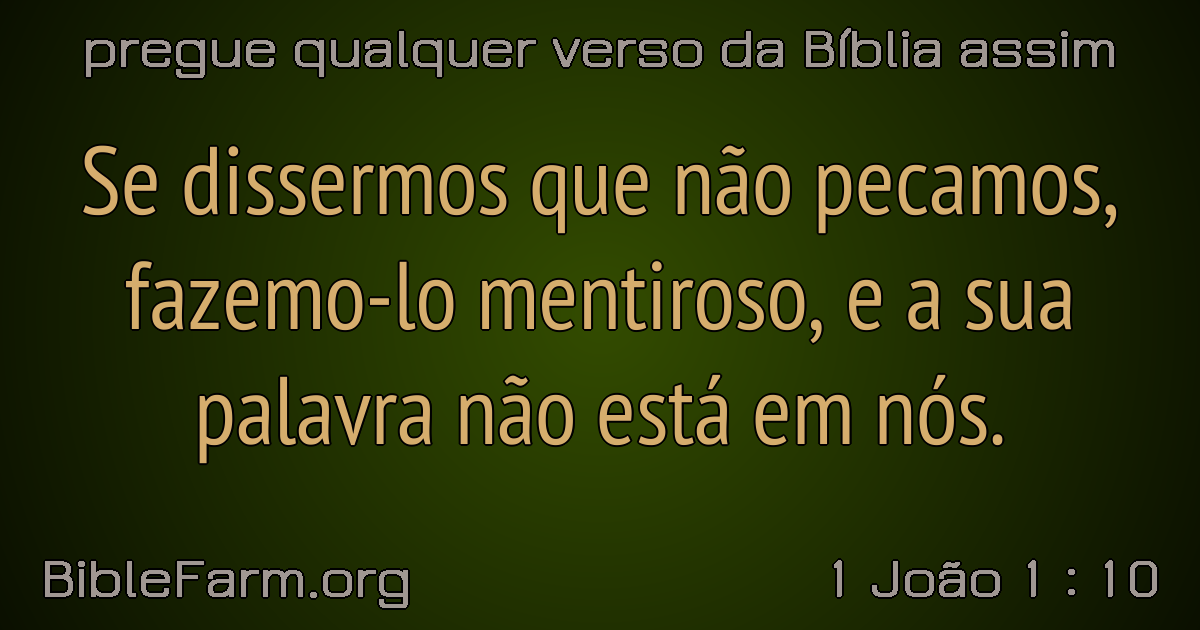 pregue qualquer verso da Bíblia assim
Se dissermos que não pecamos,
fazemo-lo mentiroso, e a sua
palavra não está em nós.
BibleFarm.org
1 João 1 : 10